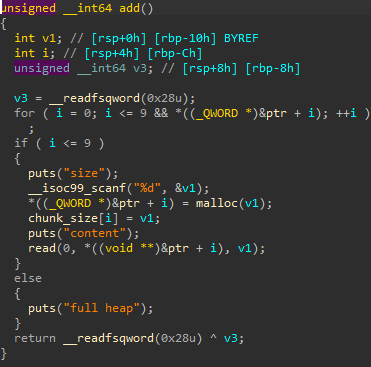 unsigned __int64 add()
{
  int v1; // [rsp+0h] [rbp-10h] BYREF
  int i; // [rsp+4h] [rbp-Ch]
  unsigned __int64 v3; // [rsp+8h] [rbp-8h]

  v3 = __readfsqword(0x28u);
  for ( i = 0; i <= 9 && *((_QWORD *)&ptr + i); ++i )
    ;
  if ( i <= 9 )
  {
    puts("size");
    __isoc99_scanf("%d", &v1);
    *((_QWORD *)&ptr + i) = malloc(v1);
    chunk_size[i] = v1;
    puts("content");
    read(0, *((void **)&ptr + i), v1);
  }
  else
  {
    puts("full heap");
  }
  return __readfsqword(0x28u) ^ v3;
}